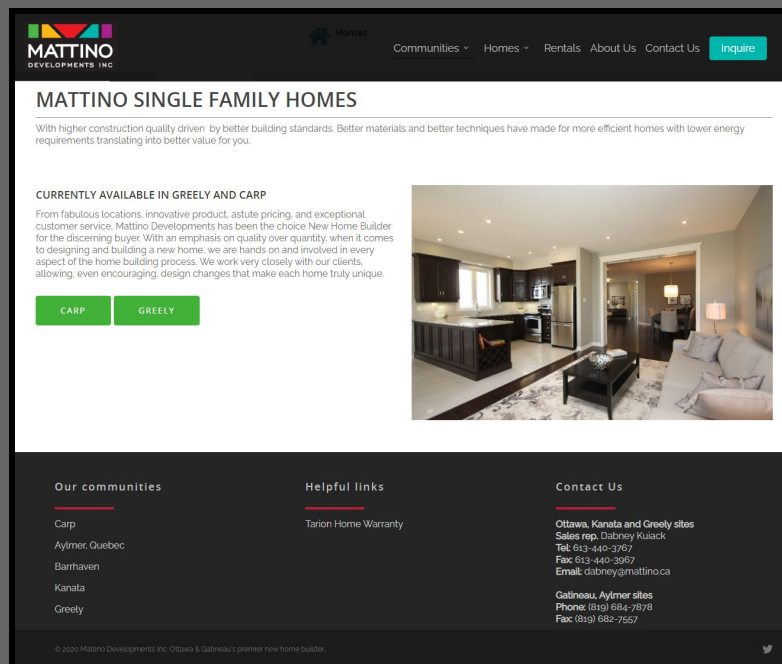 MATTINO
DEVELOPMENTS INC
Homes
Communities
Homes
Rentals
About Us
Contact Us
Inquire
MATTINO SINGLE FAMILY HOMES
With higher construction quality driven by better building standards. Better materials and better techniques have made for more efficient homes with lower energy
requirements translating into better value for you.
CURRENTLY AVAILABLE IN GREELY AND CARP
From fabulous locations, innovative product, astute pricing, and exceptional
customer service, Mattino Developments has been the choice New Home Builder
for the discerning buyer. With an emphasis on quality over quantity, when it comes
to designing and building a new home, we are hands on and involved in every
aspect of the home building process. We work very closely with our clients,
allowing, even encouraging, design changes that make each home truly unique.
CARP
GREELY
Our communities
Carp
Aylmer, Quebec
Barrhaven
Kanata
Greely
Helpful links
Tarion Home Warranty
Contact Us
Ottawa, Kanata and Greely sites
Sales rep. Dabney Kuiack
Tel: 613-440-3767
Fax: 613-440-3967
Email: dabney@mattino.ca
Gatineau, Aylmer sites
Phone: (819) 684-7878
Fax: (819) 682-7557
© 2020 Mattino Developments Inc. Ottawa & Gatineau's premier new home builder.